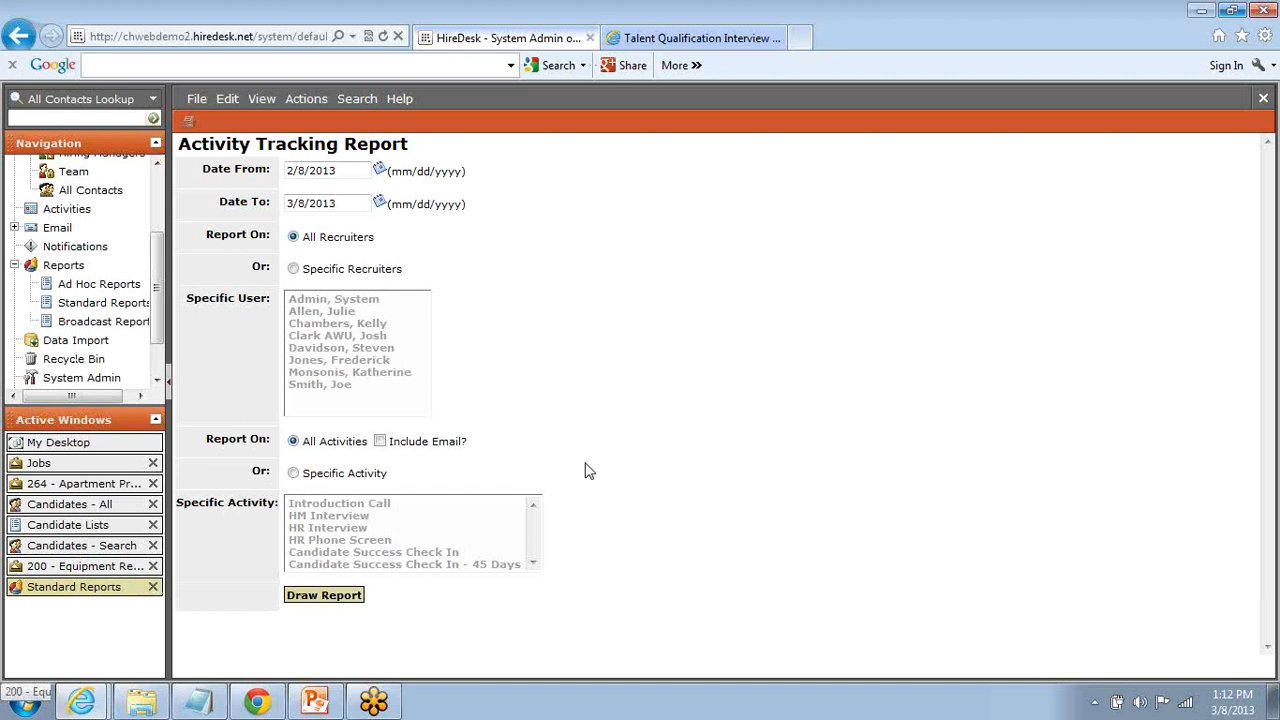 http://chwebdemo2.hiredesk.net/system/defaul
HireDesk - System Admin o...
Talent Qualification Interview ...
Google
Search
Share
More »
Sign In
All Contacts Lookup
File Edit View Actions Search Help
Navigation
Hiring Managers
Team
All Contacts
Activities
Email
Notifications
Reports
Ad Hoc Reports
Standard Reports
Broadcast Report
Data Import
Recycle Bin
System Admin
Active Windows
My Desktop
Jobs
264 - Apartment Pr...
Candidates - All
Candidate Lists
Candidates - Search
200 - Equipment Re...
Standard Reports
Activity Tracking Report
Date From: 2/8/2013 (mm/dd/yyyy)
Date To: 3/8/2013 (mm/dd/yyyy)
Report On: All Recruiters
Or: Specific Recruiters
Specific User:
Admin, System
Allen, Julie
Chambers, Kelly
Clark AWU, Josh
Davidson, Steven
Jones, Frederick
Monsonis, Katherine
Smith, Joe
Report On: All Activities Include Email?
Or: Specific Activity
Specific Activity:
Introduction Call
HM Interview
HR Interview
HR Phone Screen
Candidate Success Check In
Candidate Success Check In - 45 Days
Draw Report
200 - Equ
1:12 PM
3/8/2013